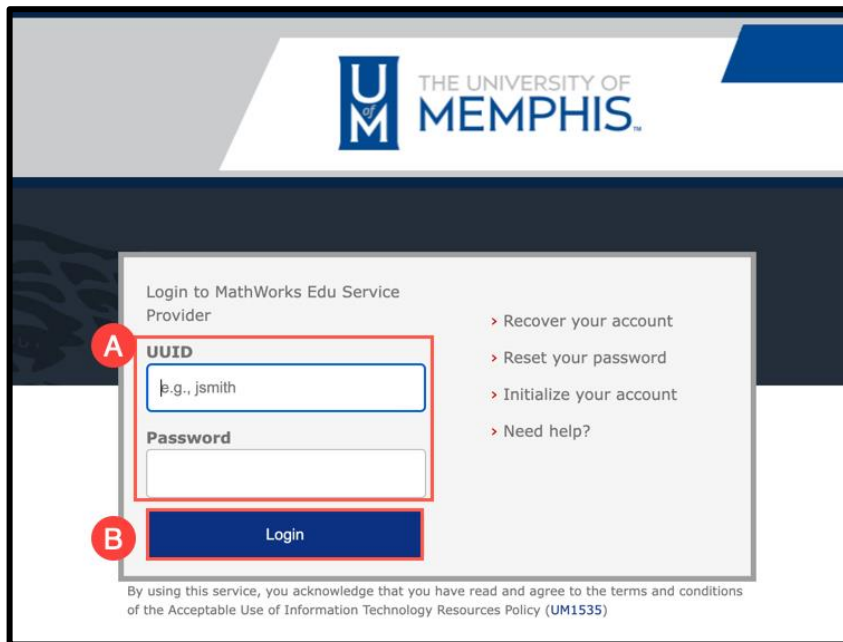 U
of
M
THE UNIVERSITY OF
MEMPHIS™
Login to MathWorks Edu Service
Provider
A
UUID
e.g., jsmith
Password
B
Login
› Recover your account
› Reset your password
› Initialize your account
› Need help?
By using this service, you acknowledge that you have read and agree to the terms and conditions
of the Acceptable Use of Information Technology Resources Policy (UM1535)